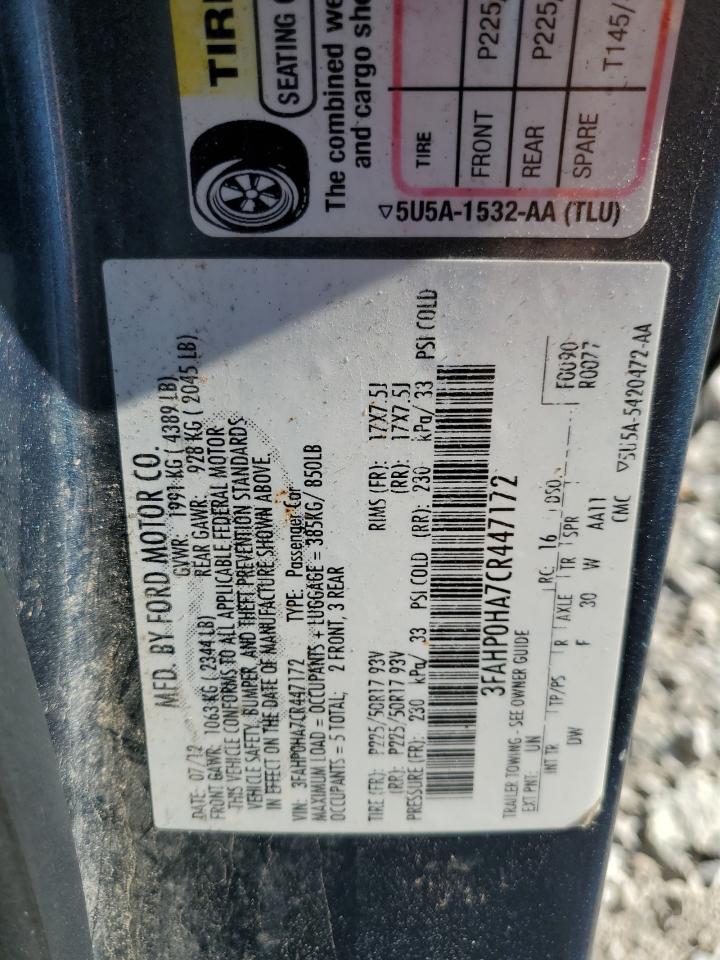 TIRE
SEATING
The combined
and cargo
TIRE
FRONT P225/
REAR P225/
SPARE T145/
▽5U5A-1532-AA (TLU)
MFD. BY FORD MOTOR CO.
DATE: 07/12 GVWR: 1991 KG ( 4389 LB)
FRONT GAWR: 1063 KG ( 2344 LB) REAR GAWR: 928 KG ( 2045 LB)
THIS VEHICLE CONFORMS TO ALL APPLICABLE FEDERAL MOTOR
VEHICLE SAFETY, BUMPER, AND THEFT PREVENTION STANDARDS
IN EFFECT ON THE DATE OF MANUFACTURE SHOWN ABOVE.
VIN: 3FAHP0HA7CR447172 TYPE: Passenger Car
MAXIMUM LOAD = OCCUPANTS + LUGGAGE = 385KG/ 850LB
OCCUPANTS = 5 TOTAL; 2 FRONT, 3 REAR
TIRE (FR): P225/50R17 93V RIMS (FR): 17X7.5J
(RR): P225/50R17 93V (RR): 17X7.5J
PRESSURE (FR): 230 kPa/ 33 PSI COLD (RR): 230 kPa/ 33 PSI COLD
3FAHP0HA7CR447172
TRAILER TOWING - SEE OWNER GUIDE
EXT PNT: UN RC: 16 DSO: F0U90
INT TR TP/PS R AXLE TR SPR R0077
DW F 30 W AA11
CMC ▽5U5A-5420472-AA